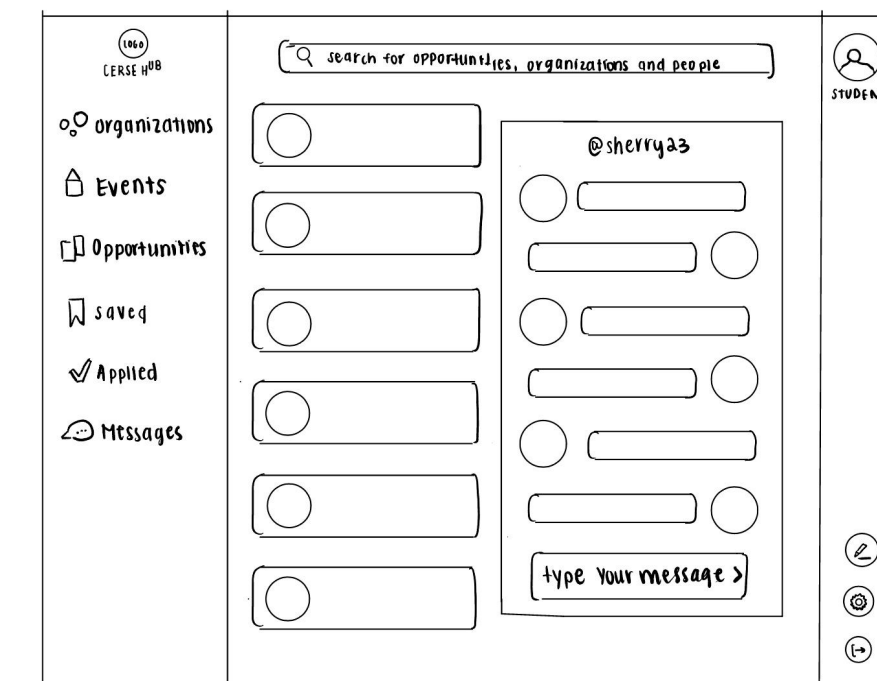 LOGO
CERSE HUB
search for opportunities, organizations and people
STUDEN
organizations
Events
Opportunities
saved
Applied
Messages
@sherry23
type your message >